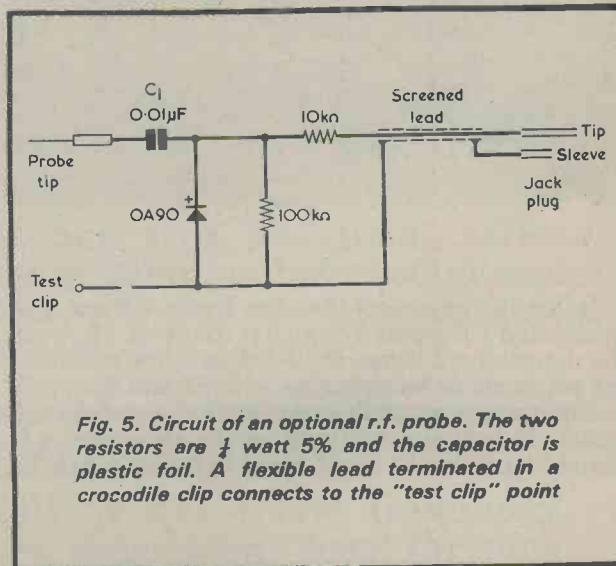 C1
0·01µF
10kΩ
Screened
lead
Tip
Sleeve
Probe
tip
+
OA90
100kΩ
Jack
plug
Test
clip
Fig. 5. Circuit of an optional r.f. probe. The two
resistors are ¼ watt 5% and the capacitor is
plastic foil. A flexible lead terminated in a
crocodile clip connects to the "test clip" point